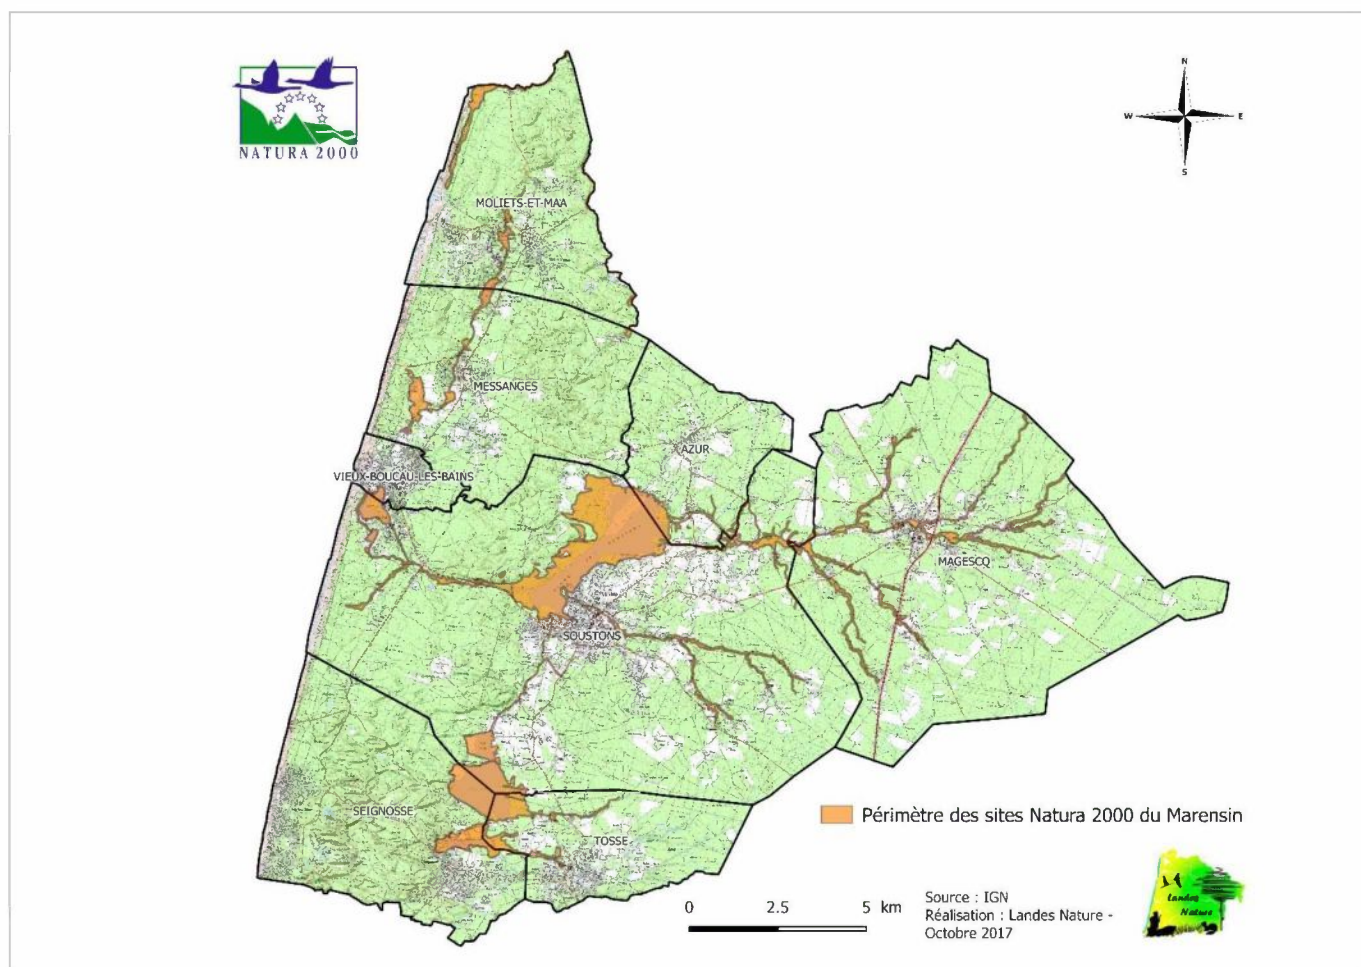 NATURA 2000
N
W
E
S
MOLIETS-ET-MAA
MESSANGES
AZUR
VIEUX-BOUCAU-LES-BAINS
MAGESCQ
SOUSTONS
SEIGNOSSE
TOSSE
Périmètre des sites Natura 2000 du Marensin
0 2.5 5 km
Source : IGN
Réalisation : Landes Nature -
Octobre 2017
Landes
Nature